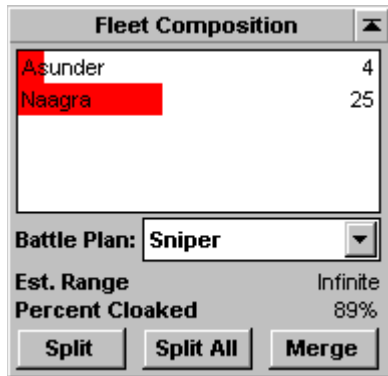 Fleet Composition
Asunder 4
Naagra 25
Battle Plan: Sniper
Est. Range Infinite
Percent Cloaked 89%
Split Split All Merge